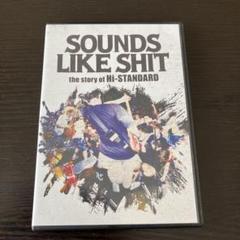 SOUNDS
LIKE SHIT
the story of Hi-STANDARD